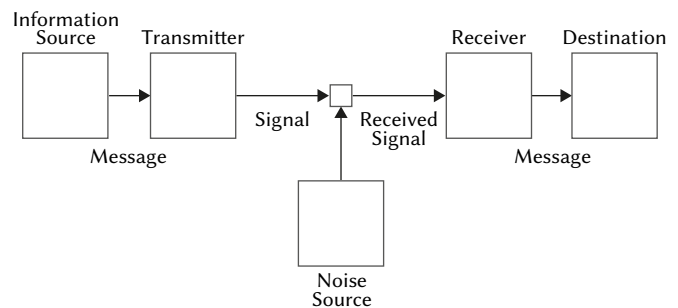 Information
Source
Transmitter
Receiver
Destination
Signal
Received
Signal
Message
Message
Noise
Source